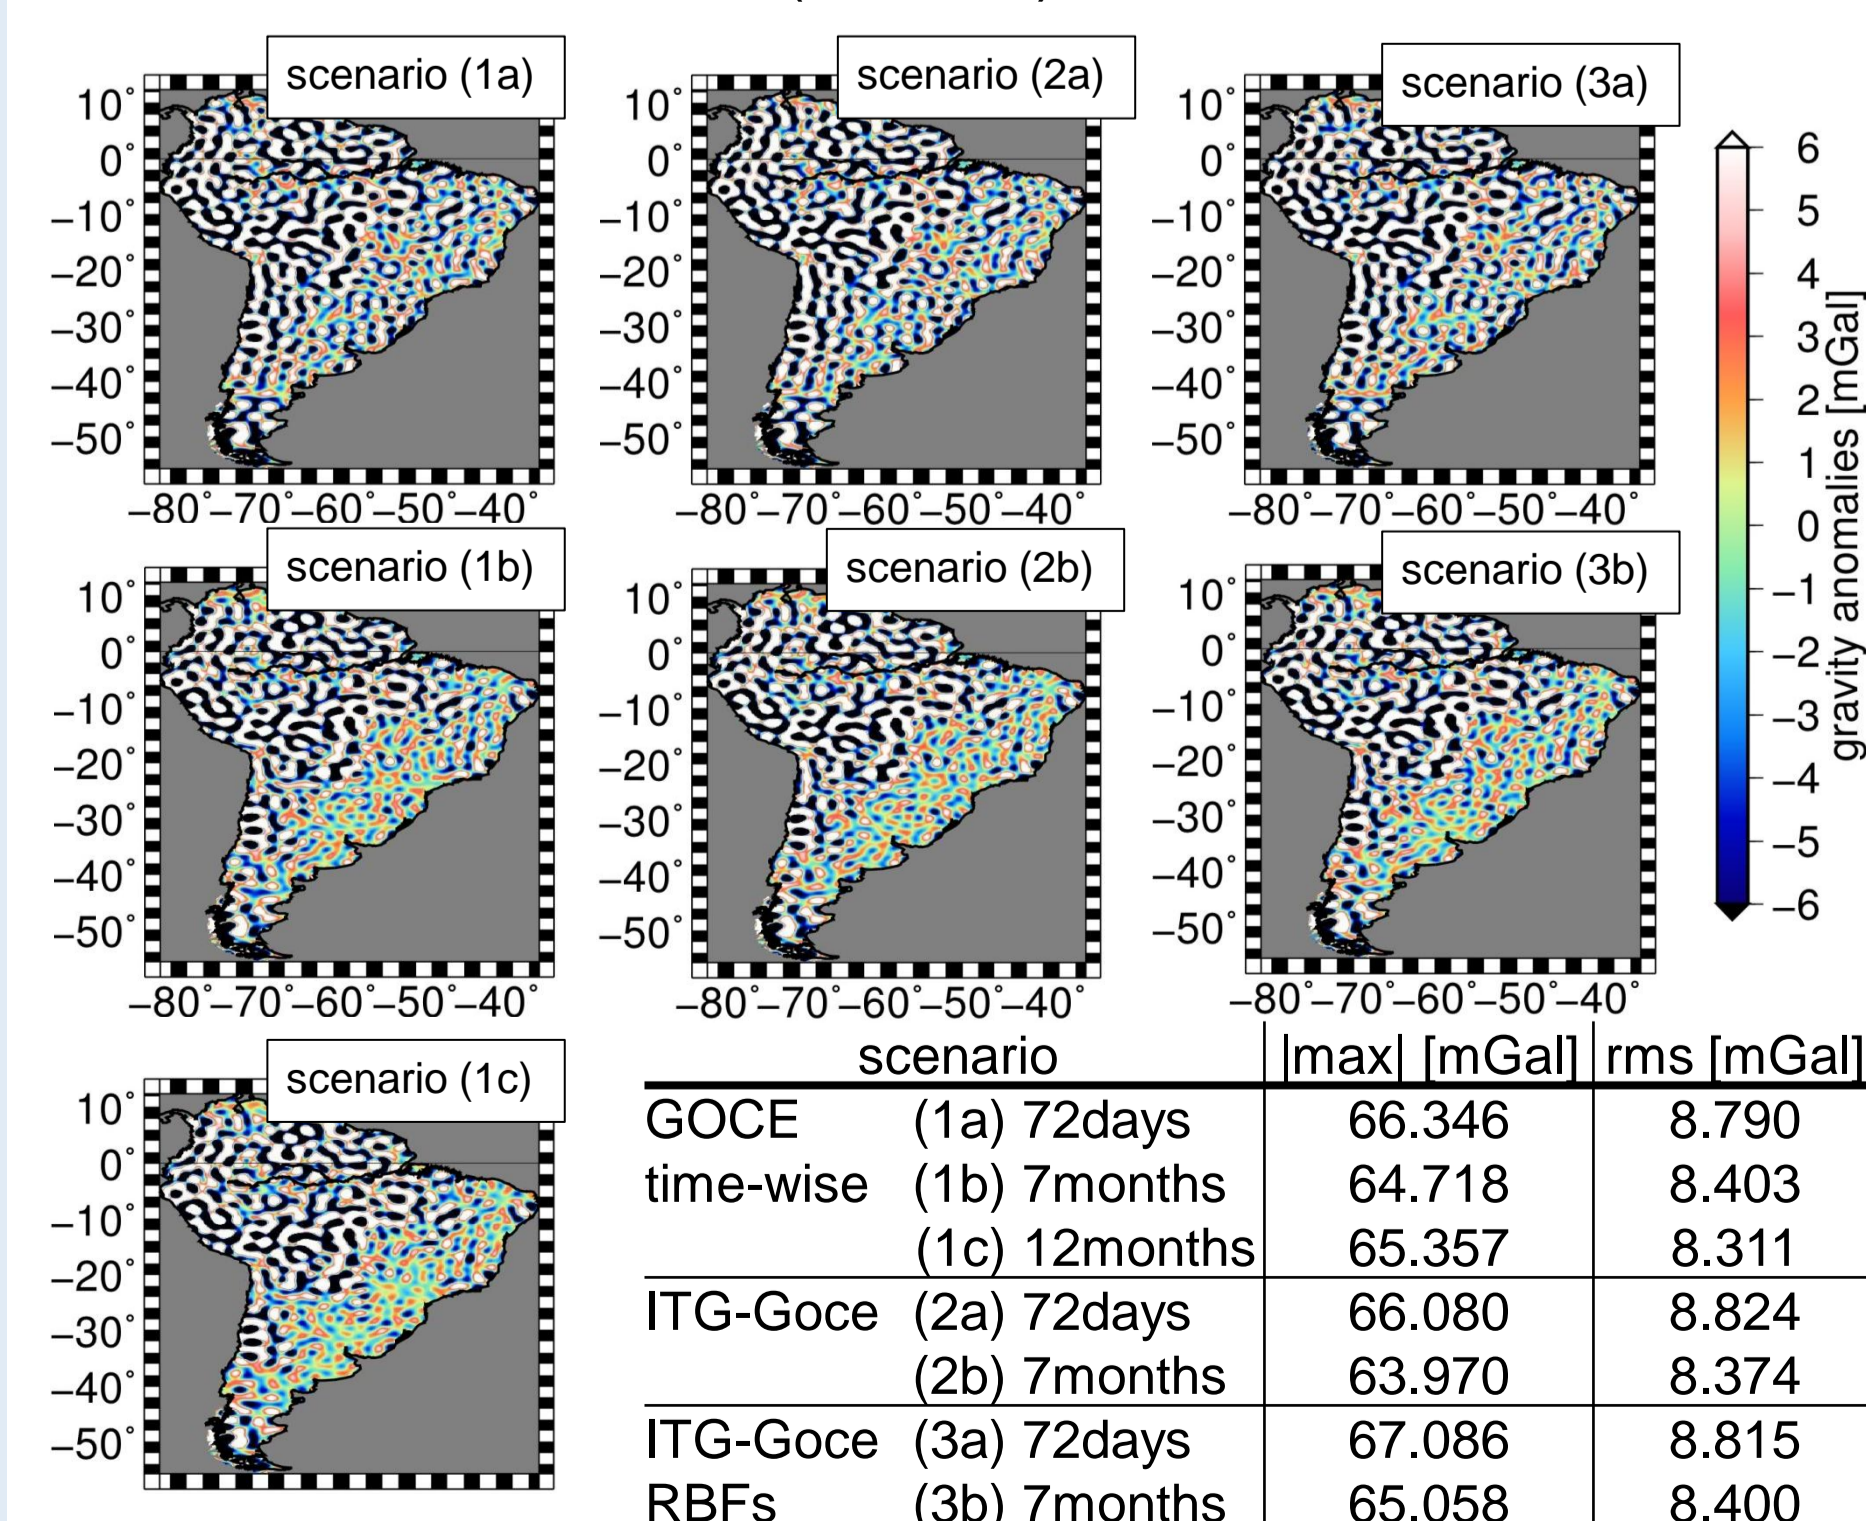 scenario (1a)
10°
0°
−10°
−20°
−30°
−40°
−50°
−80° −70° −60° −50° −40°
scenario (2a)
10°
0°
−10°
−20°
−30°
−40°
−50°
−80° −70° −60° −50° −40°
scenario (3a)
10°
0°
−10°
−20°
−30°
−40°
−50°
−80° −70° −60° −50° −40°
6
5
4
3
2
1
0
−1
−2
−3
−4
−5
−6
gravity anomalies [mGal]
scenario (1b)
10°
0°
−10°
−20°
−30°
−40°
−50°
−80° −70° −60° −50° −40°
scenario (2b)
10°
0°
−10°
−20°
−30°
−40°
−50°
−80° −70° −60° −50° −40°
scenario (3b)
10°
0°
−10°
−20°
−30°
−40°
−50°
−80° −70° −60° −50° −40°
scenario (1c)
10°
0°
−10°
−20°
−30°
−40°
−50°
scenario |max| [mGal] rms [mGal]
GOCE (1a) 72days 66.346 8.790
time-wise (1b) 7months 64.718 8.403
(1c) 12months 65.357 8.311
ITG-Goce (2a) 72days 66.080 8.824
(2b) 7months 63.970 8.374
ITG-Goce (3a) 72days 67.086 8.815
RBFs (3b) 7months 65.058 8.400